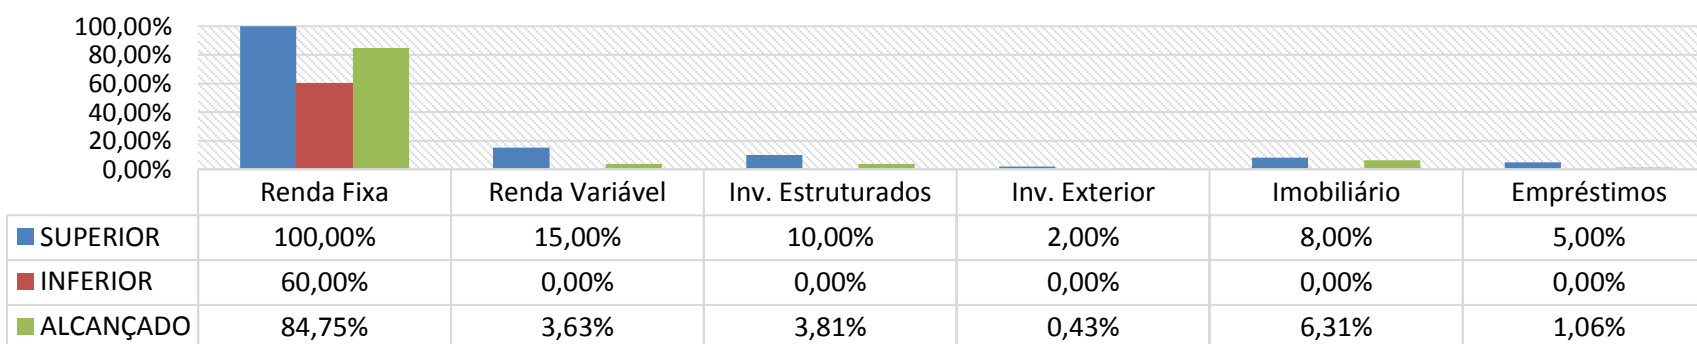 100,00%
80,00%
60,00%
40,00%
20,00%
0,00%
Renda Fixa Renda Variável Inv. Estruturados Inv. Exterior Imobiliário Empréstimos
SUPERIOR 100,00% 15,00% 10,00% 2,00% 8,00% 5,00%
INFERIOR 60,00% 0,00% 0,00% 0,00% 0,00% 0,00%
ALCANÇADO 84,75% 3,63% 3,81% 0,43% 6,31% 1,06%